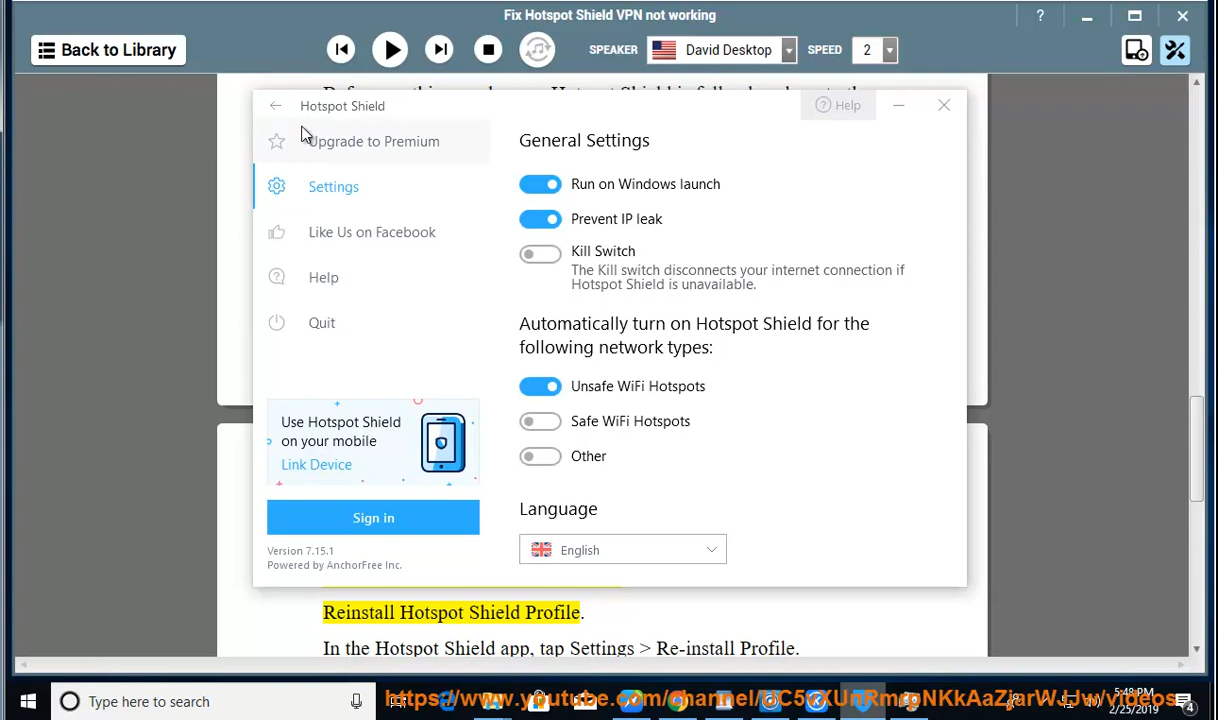 Fix Hotspot Shield VPN not working
Back to Library
SPEAKER
David Desktop
SPEED
2
Hotspot Shield
Help
Upgrade to Premium
Settings
Like Us on Facebook
Help
Quit
Use Hotspot Shield
on your mobile
Link Device
Sign in
Version 7.15.1
Powered by AnchorFree Inc.
General Settings
Run on Windows launch
Prevent IP leak
Kill Switch
The Kill switch disconnects your internet connection if
Hotspot Shield is unavailable.
Automatically turn on Hotspot Shield for the
following network types:
Unsafe WiFi Hotspots
Safe WiFi Hotspots
Other
Language
English
Reinstall Hotspot Shield Profile.
In the Hotspot Shield app, tap Settings > Re-install Profile.
Type here to search
5:48 PM
2/25/2019
4